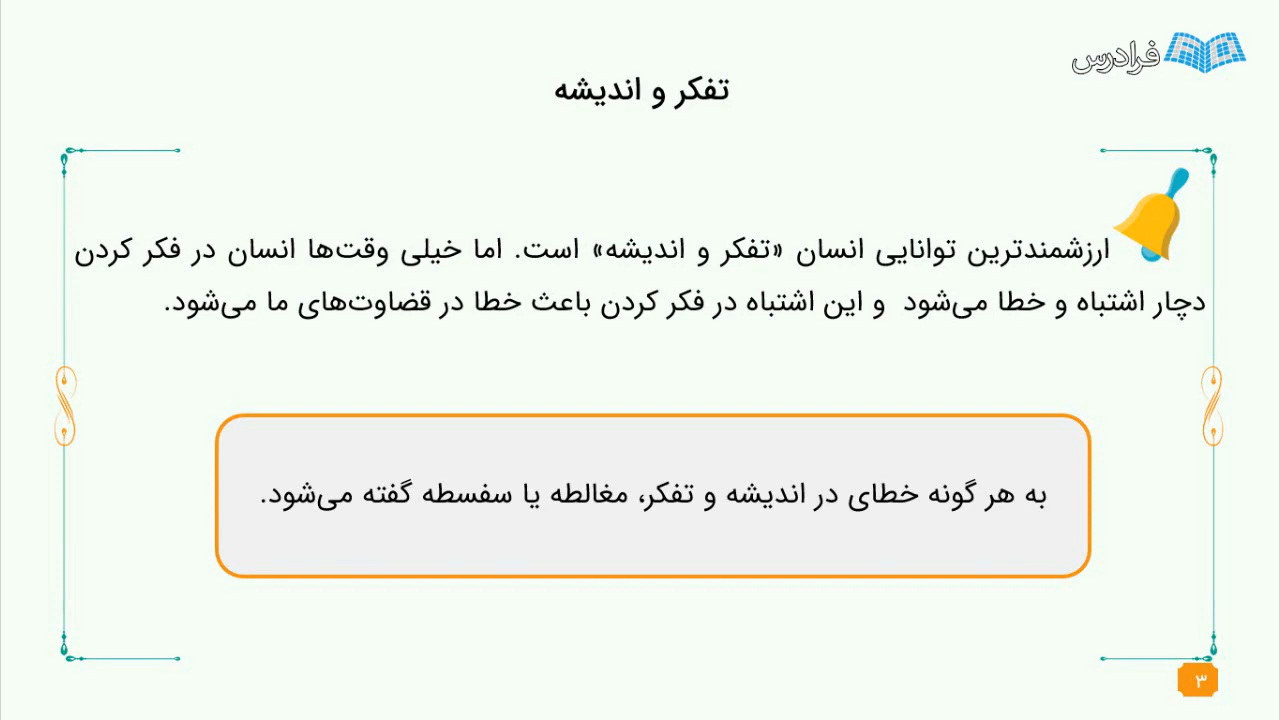 فرادرس
تفکر و اندیشه
ارزشمندترین توانایی انسان «تفکر و اندیشه» است. اما خیلی وقت‌ها انسان در فکر کردن
دچار اشتباه و خطا می‌شود و این اشتباه در فکر کردن باعث خطا در قضاوت‌های ما می‌شود.
به هر گونه خطای در اندیشه و تفکر، مغالطه یا سفسطه گفته می‌شود.
۳